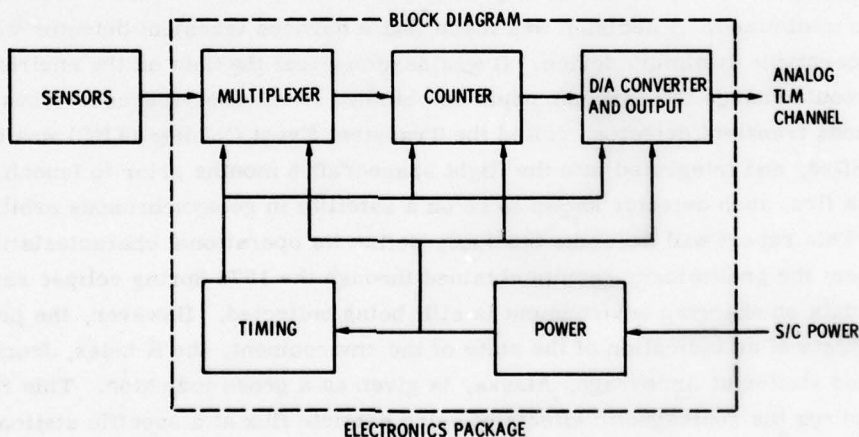 BLOCK DIAGRAM
SENSORS
MULTIPLEXER
COUNTER
D/A CONVERTER
AND OUTPUT
ANALOG
TLM
CHANNEL
TIMING
POWER
S/C POWER
ELECTRONICS PACKAGE